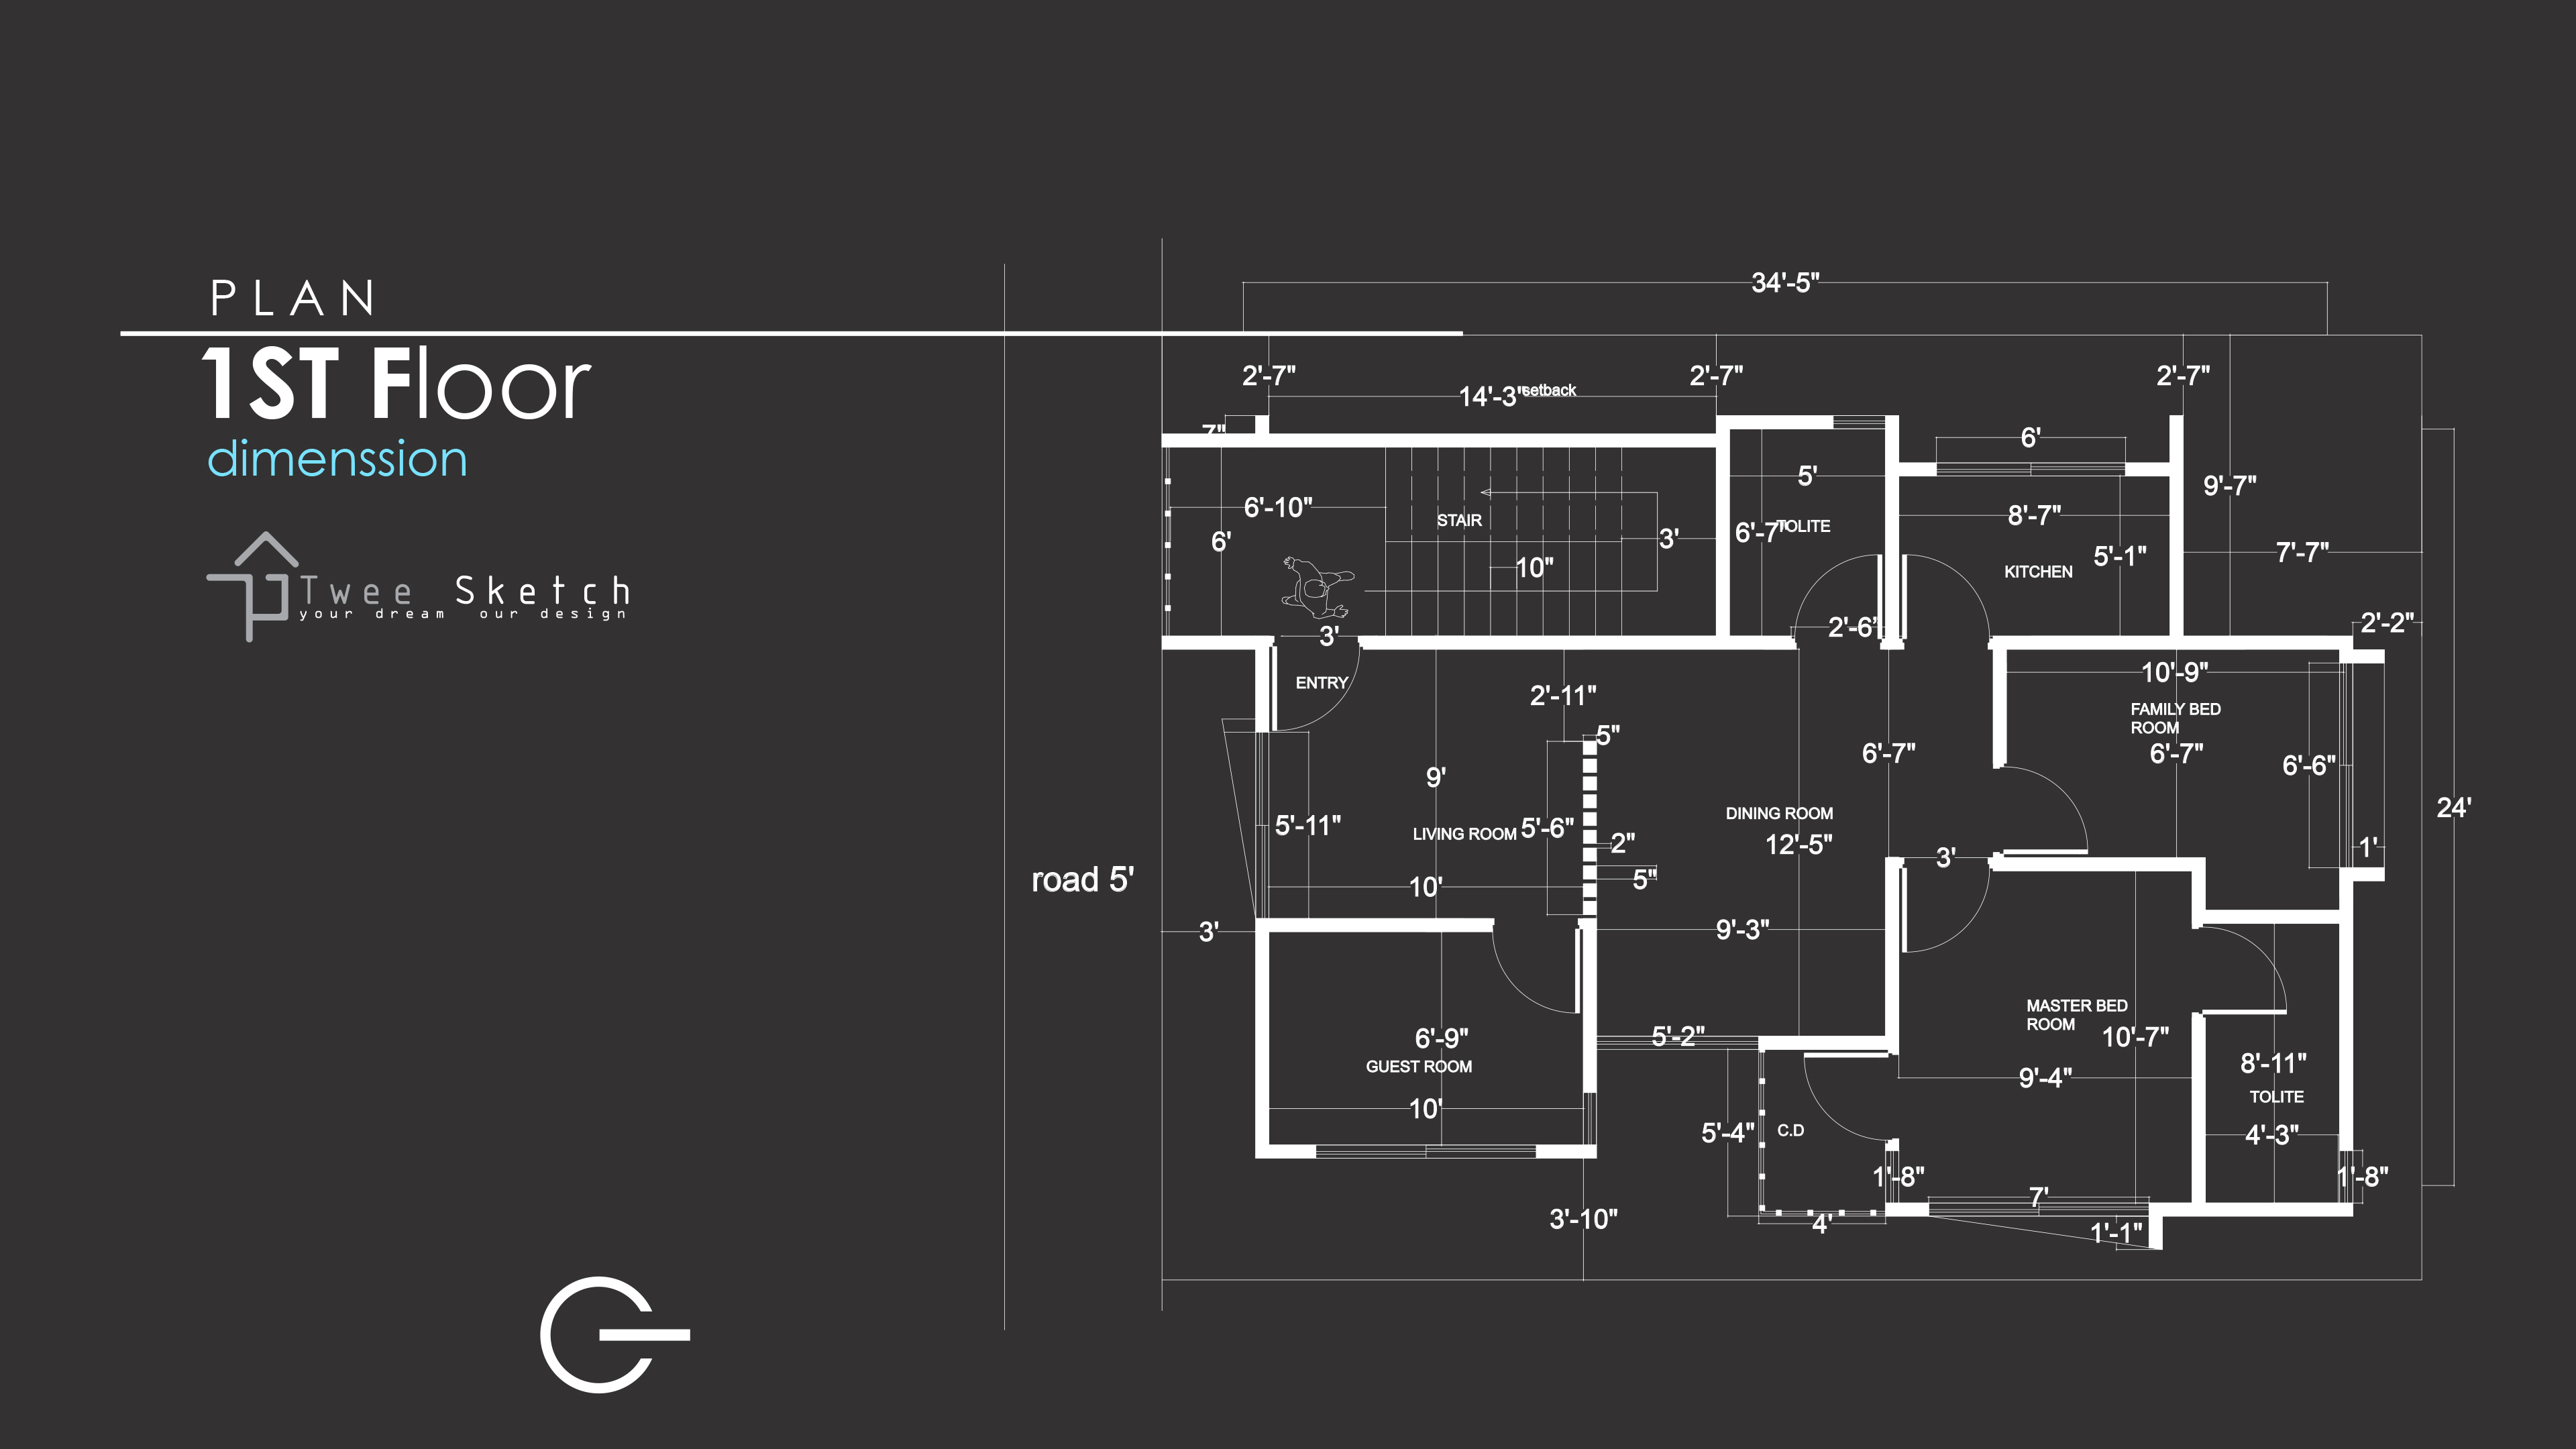 PLAN
1ST Floor
dimenssion
Twee Sketch
your dream our design
34'-5"
2'-7"
2'-7"
2'-7"
14'-3"
setback
7"
6'
5'
9'-7"
6'-10"
8'-7"
STAIR
TOLITE
6'-7"
3'
6'
10"
5'-1"
7'-7"
KITCHEN
2'-6"
2'-2"
3'
ENTRY
10'-9"
2'-11"
FAMILY BED
ROOM
5"
6'-7"
6'-7"
6'-6"
9'
24'
DINING ROOM
5'-11"
LIVING ROOM
5'-6"
2"
12'-5"
1'
3'
road 5'
10'
5"
3'
9'-3"
MASTER BED
ROOM
6'-9"
5'-2"
10'-7"
GUEST ROOM
8'-11"
9'-4"
TOLITE
10'
5'-4"
C.D
4'-3"
1'-8"
1'-8"
7'
3'-10"
4'
1'-1"